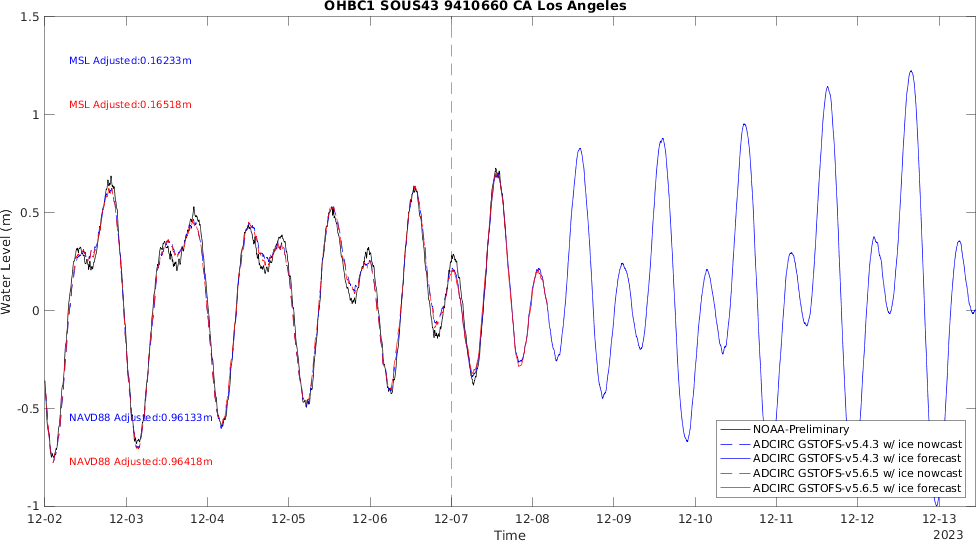 OHBC1 SOUS43 9410660 CA Los Angeles
1.5
1
0.5
0
-0.5
-1
Water Level (m)
MSL Adjusted:0.16233m
MSL Adjusted:0.16518m
NAVD88 Adjusted:0.96133m
NAVD88 Adjusted:0.96418m
NOAA-Preliminary
ADCIRC GSTOFS-v5.4.3 w/ ice nowcast
ADCIRC GSTOFS-v5.4.3 w/ ice forecast
ADCIRC GSTOFS-v5.6.5 w/ ice nowcast
ADCIRC GSTOFS-v5.6.5 w/ ice forecast
12-02 12-03 12-04 12-05 12-06 12-07 12-08 12-09 12-10 12-11 12-12 12-13
Time
2023